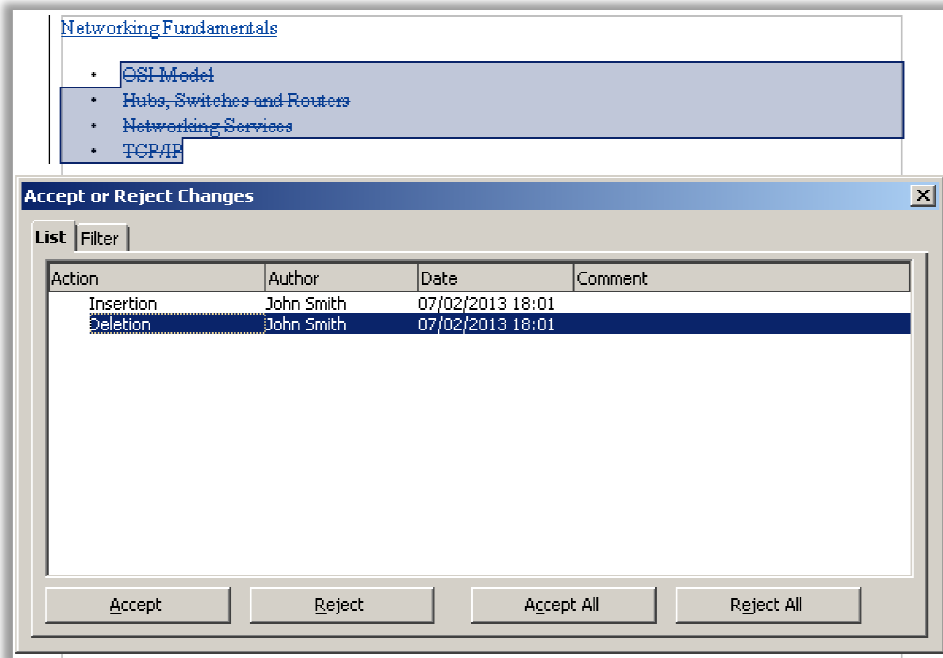 Networking Fundamentals
• OSI Model
• Hubs, Switches and Routers
• Networking Services
• TCP/IP
Accept or Reject Changes
List Filter
Action Author Date Comment
Insertion John Smith 07/02/2013 18:01
Deletion John Smith 07/02/2013 18:01
Accept Reject Accept All Reject All